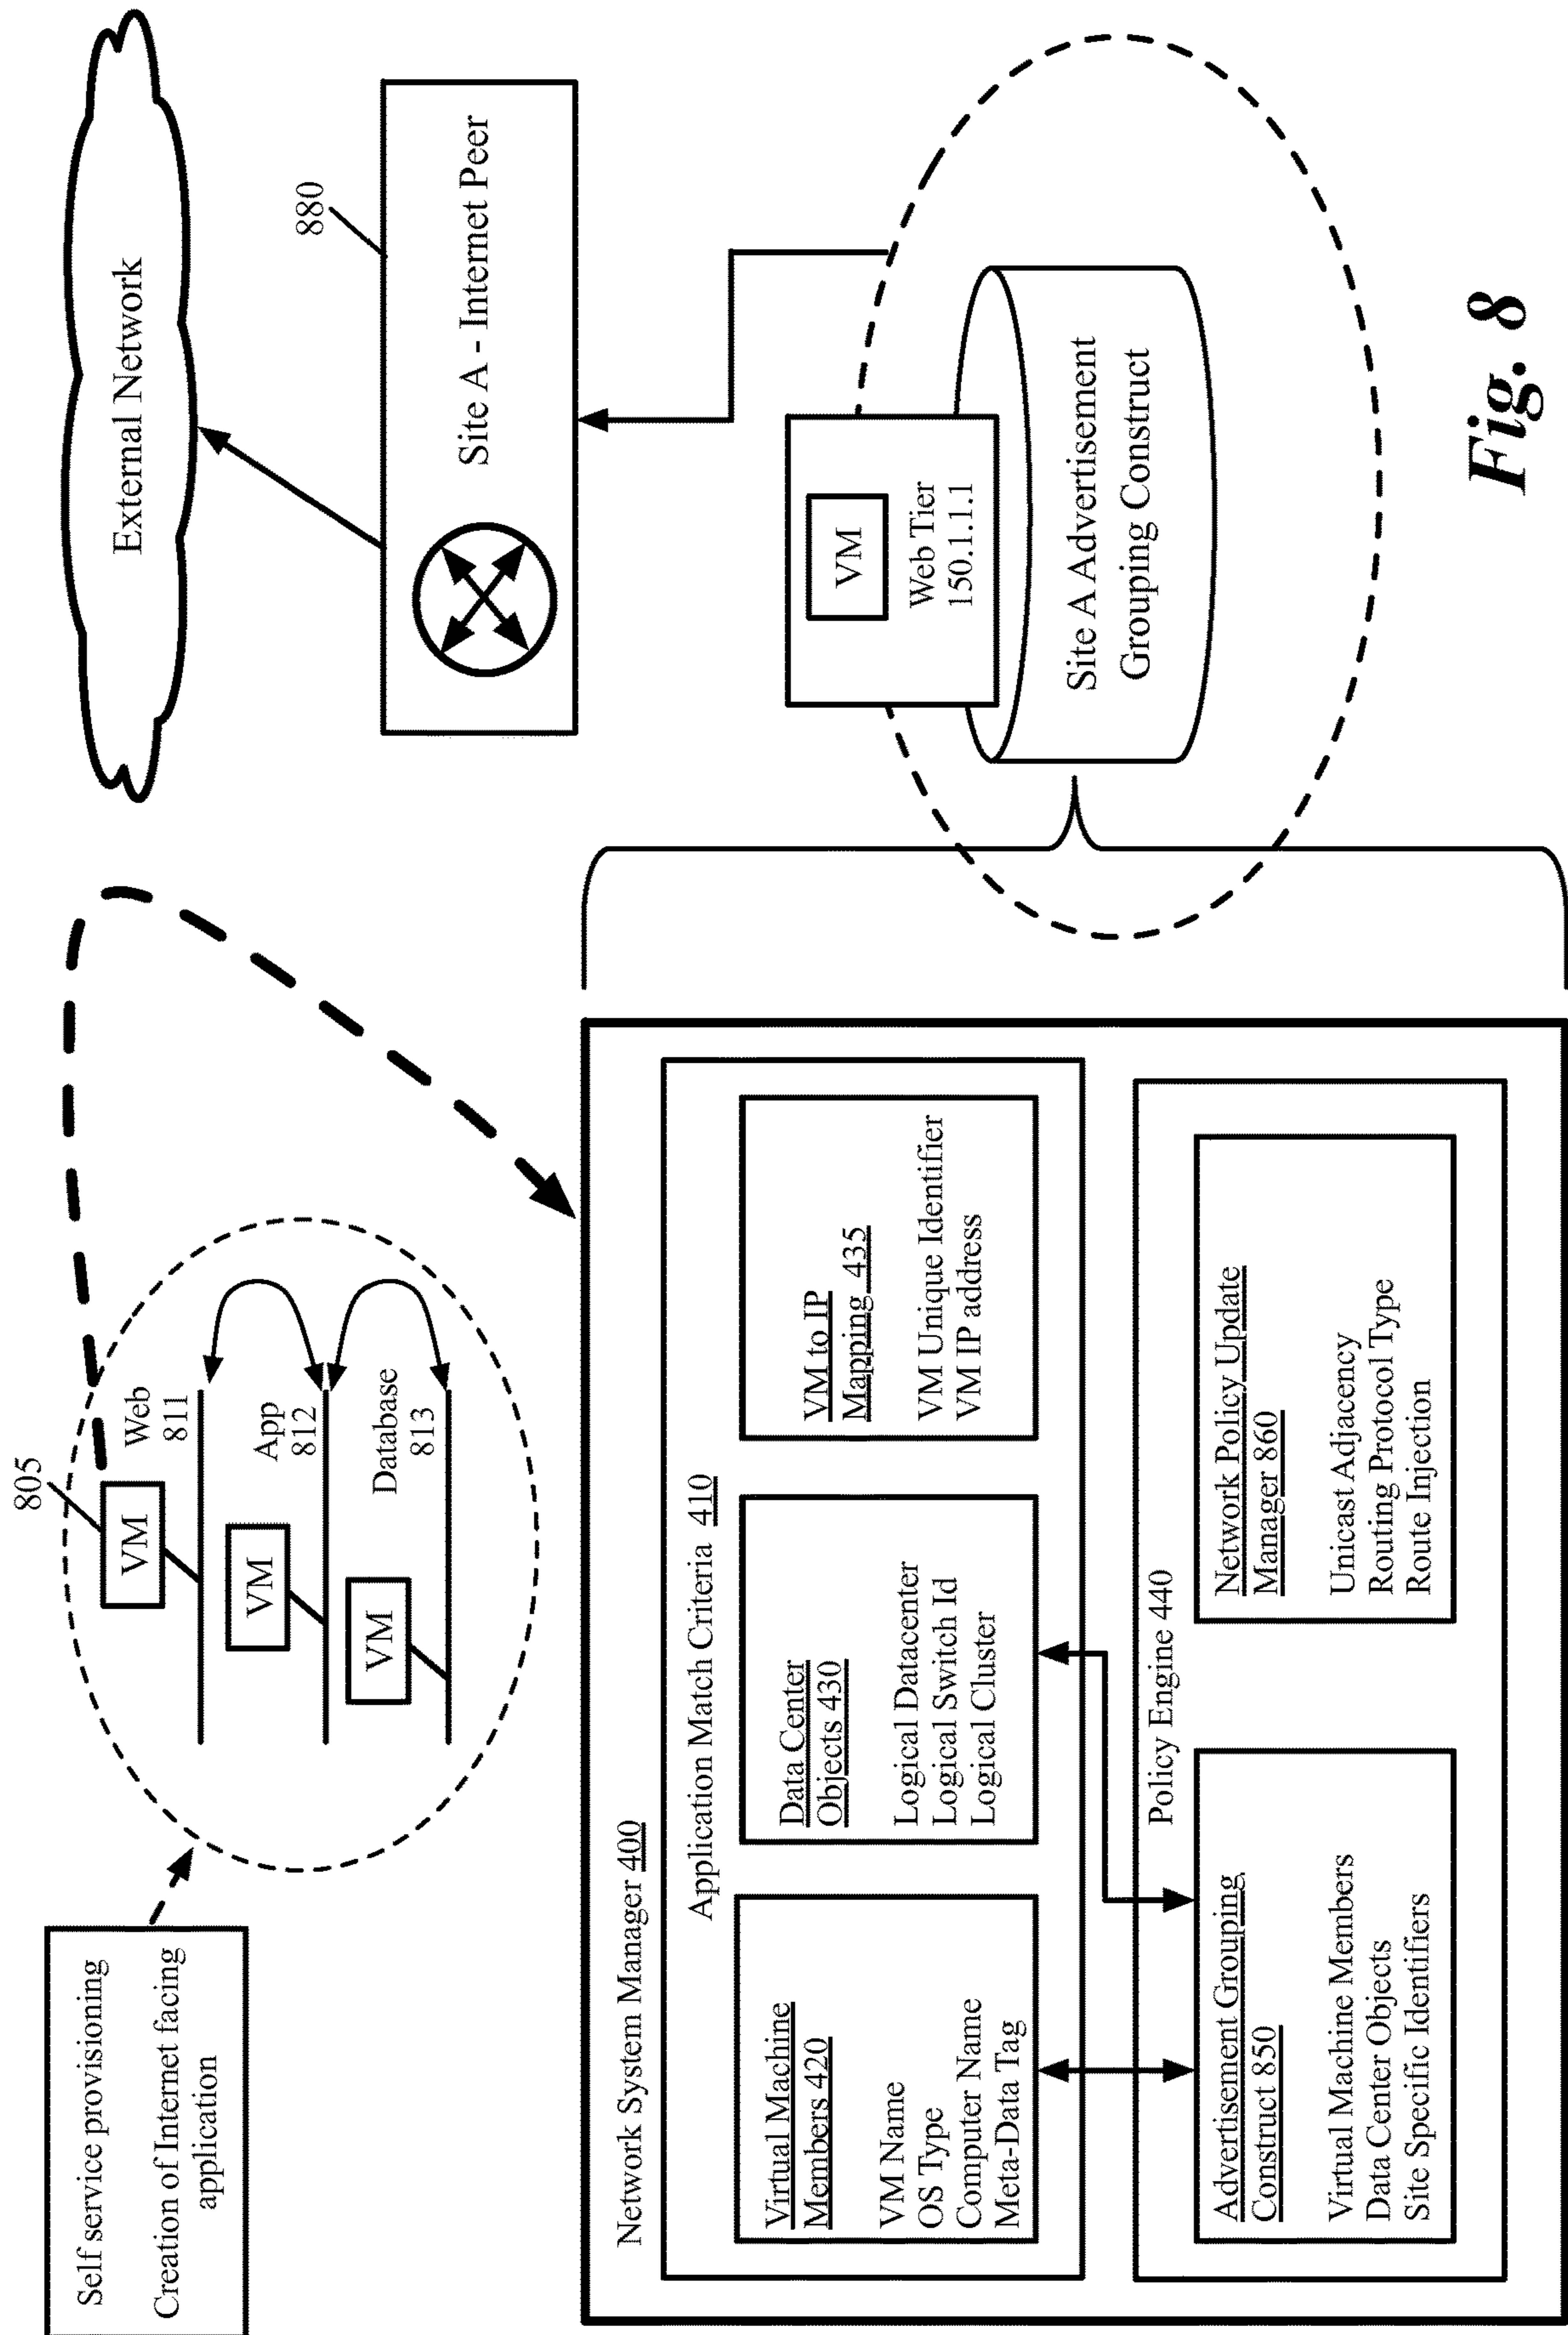 Self service provisioning
Creation of Internet facing
application
805
VM
Web
811
VM
App
812
VM
Database
813
External Network
880
Site A - Internet Peer
VM
Web Tier
150.1.1.1
Site A Advertisement
Grouping Construct
Network System Manager 400
Application Match Criteria 410
Virtual Machine
Members 420
VM Name
OS Type
Computer Name
Meta-Data Tag
Data Center
Objects 430
Logical Datacenter
Logical Switch Id
Logical Cluster
VM to IP
Mapping 435
VM Unique Identifier
VM IP address
Policy Engine 440
Advertisement Grouping
Construct 850
Virtual Machine Members
Data Center Objects
Site Specific Identifiers
Network Policy Update
Manager 860
Unicast Adjacency
Routing Protocol Type
Route Injection
Fig. 8